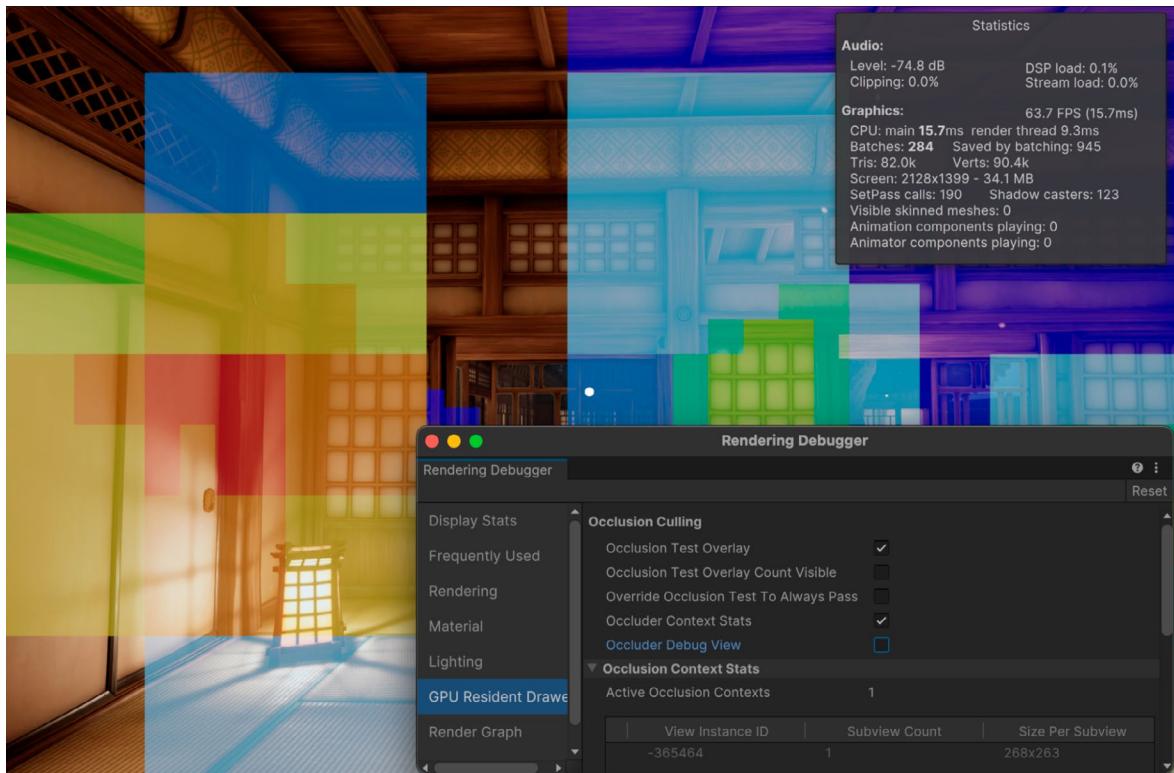 Statistics
Audio:
Level: -74.8 dB DSP load: 0.1%
Clipping: 0.0% Stream load: 0.0%
Graphics: 63.7 FPS (15.7ms)
CPU: main 15.7ms render thread 9.3ms
Batches: 284 Saved by batching: 945
Tris: 82.0k Verts: 90.4k
Screen: 2128x1399 - 34.1 MB
SetPass calls: 190 Shadow casters: 123
Visible skinned meshes: 0
Animation components playing: 0
Animator components playing: 0
Rendering Debugger
Rendering Debugger
Reset
Display Stats
Frequently Used
Rendering
Material
Lighting
GPU Resident Drawe
Render Graph
Occlusion Culling
Occlusion Test Overlay
Occlusion Test Overlay Count Visible
Override Occlusion Test To Always Pass
Occluder Context Stats
Occluder Debug View
Occlusion Context Stats
Active Occlusion Contexts 1
View Instance ID Subview Count Size Per Subview
-365464 1 268x263